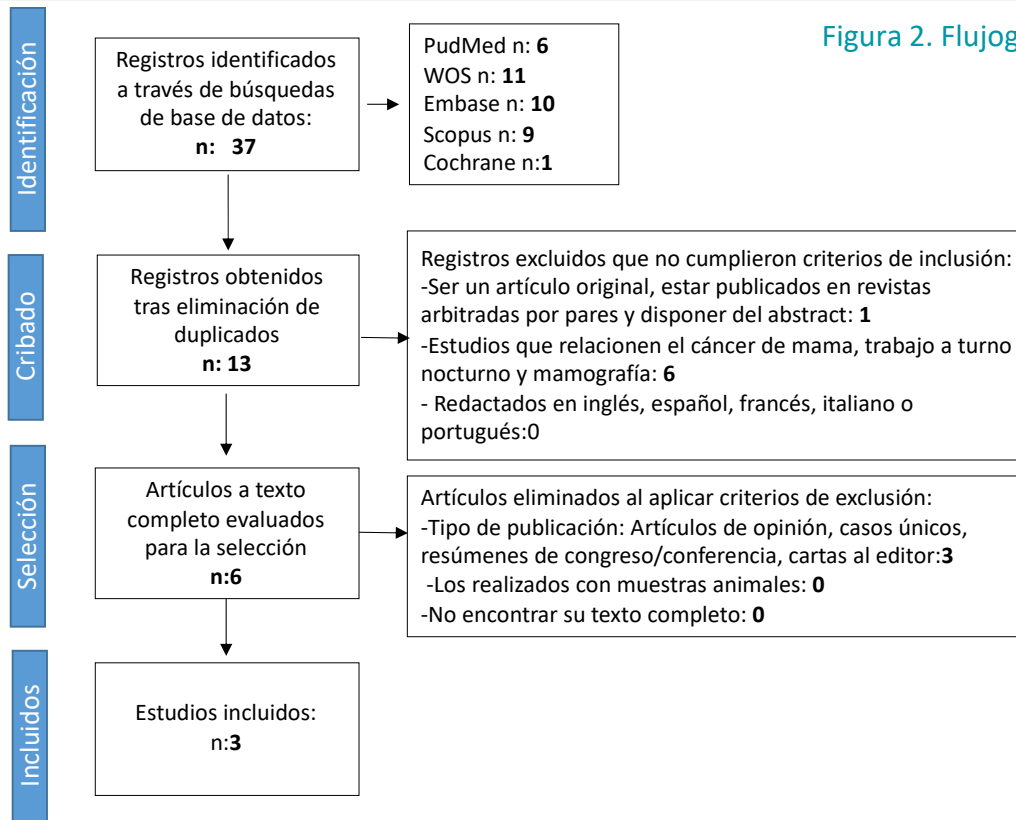 Figura 2. Flujog
Identificación
Registros identificados
a través de búsquedas
de base de datos:
n: 37
PudMed n: 6
WOS n: 11
Embase n: 10
Scopus n: 9
Cochrane n:1
Cribado
Registros obtenidos
tras eliminación de
duplicados
n: 13
Registros excluidos que no cumplieron criterios de inclusión:
-Ser un artículo original, estar publicados en revistas
arbitradas por pares y disponer del abstract: 1
-Estudios que relacionen el cáncer de mama, trabajo a turno
nocturno y mamografía: 6
- Redactados en inglés, español, francés, italiano o
portugués:0
Selección
Artículos a texto
completo evaluados
para la selección
n:6
Artículos eliminados al aplicar criterios de exclusión:
-Tipo de publicación: Artículos de opinión, casos únicos,
resúmenes de congreso/conferencia, cartas al editor:3
-Los realizados con muestras animales: 0
-No encontrar su texto completo: 0
Incluidos
Estudios incluidos:
n:3